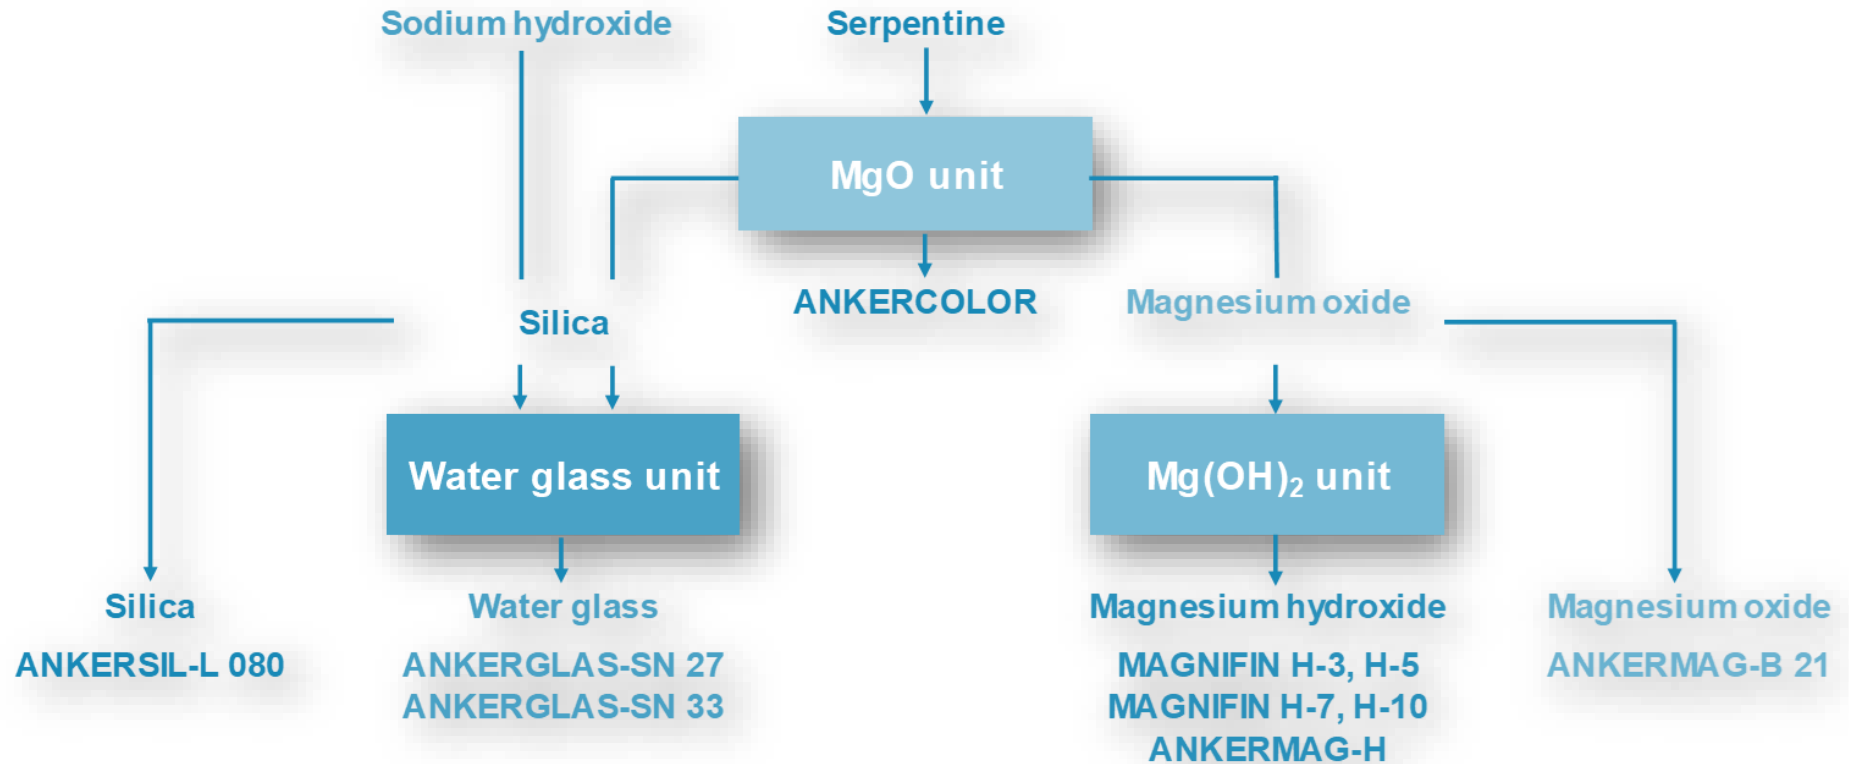 Sodium hydroxide
Serpentine
MgO unit
ANKERCOLOR
Magnesium oxide
Silica
Water glass unit
Mg(OH)₂ unit
Silica
ANKERSIL-L 080
Water glass
ANKERGLAS-SN 27
ANKERGLAS-SN 33
Magnesium hydroxide
MAGNIFIN H-3, H-5
MAGNIFIN H-7, H-10
ANKERMAG-H
Magnesium oxide
ANKERMAG-B 21